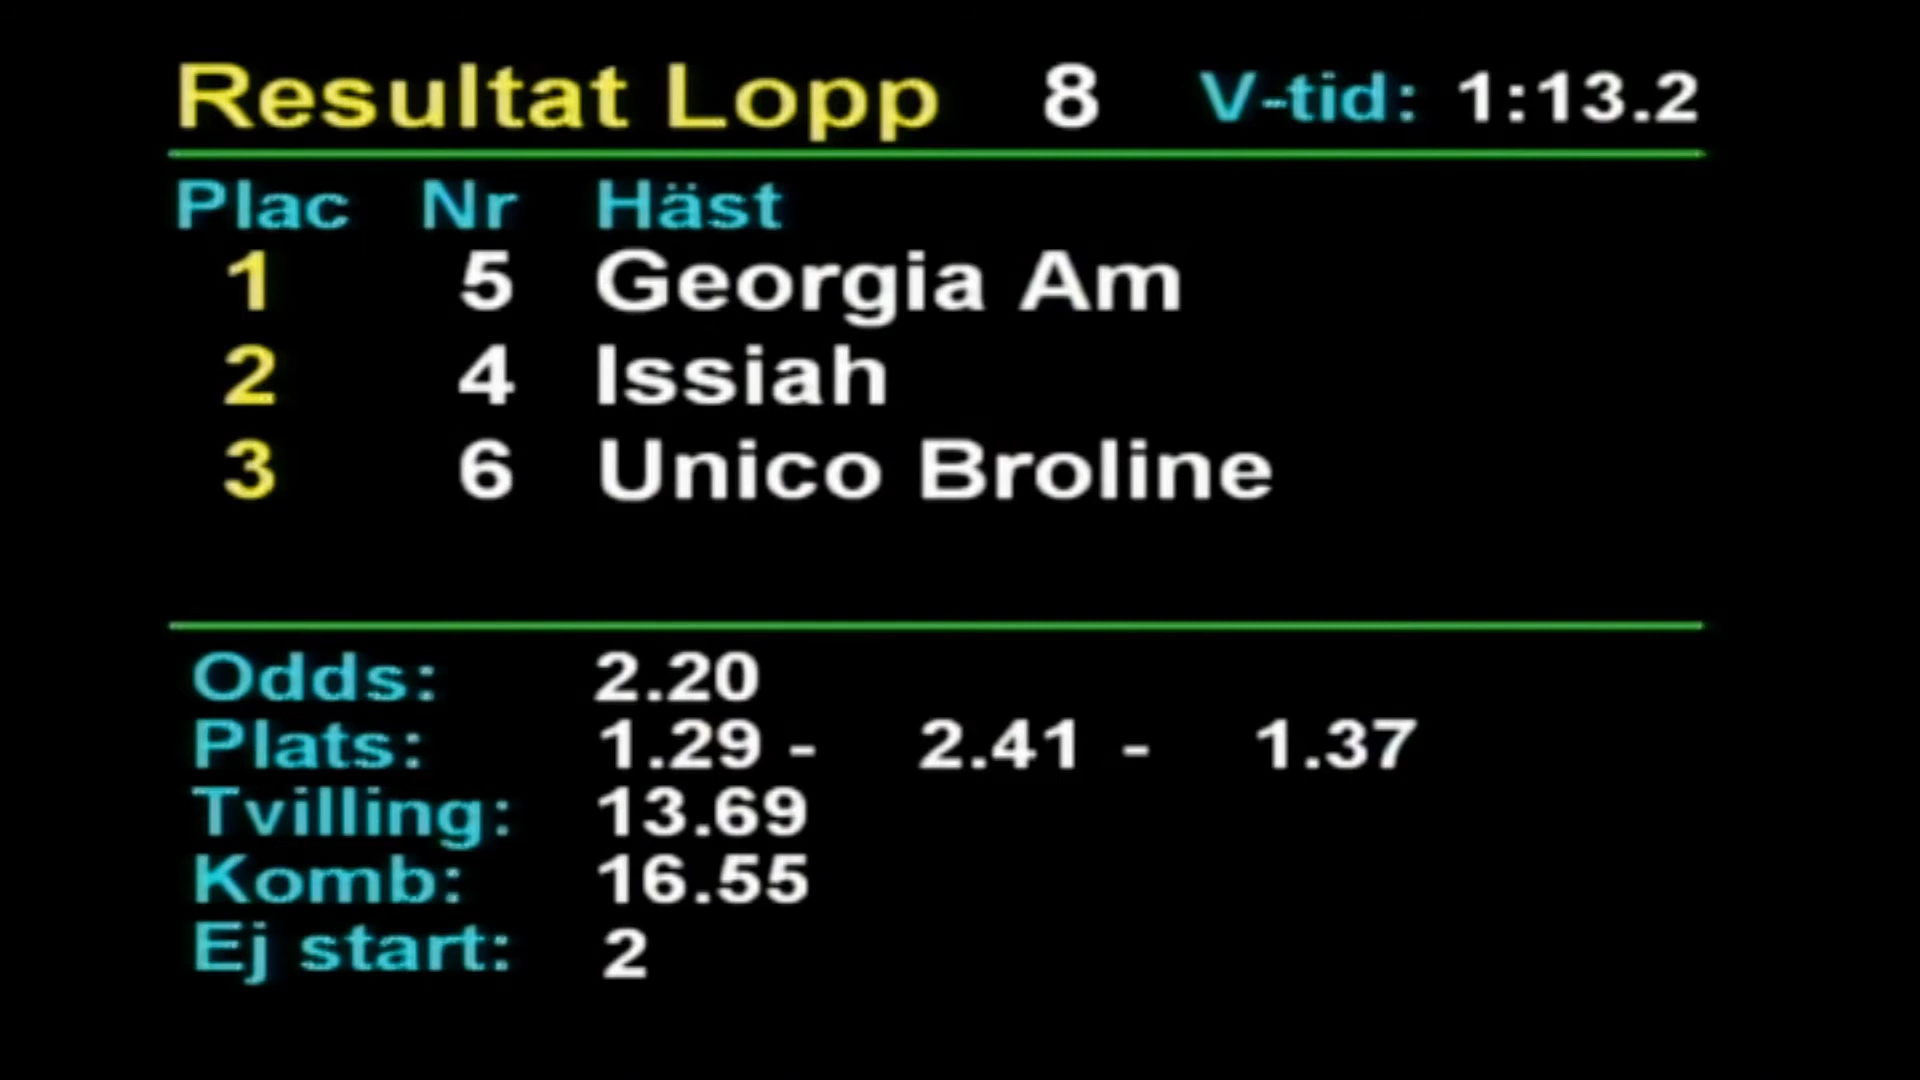 Resultat Lopp 8 V-tid: 1:13.2
Plac Nr Häst
1 5 Georgia Am
2 4 Issiah
3 6 Unico Broline
Odds: 2.20
Plats: 1.29 - 2.41 - 1.37
Tvilling: 13.69
Komb: 16.55
Ej start: 2